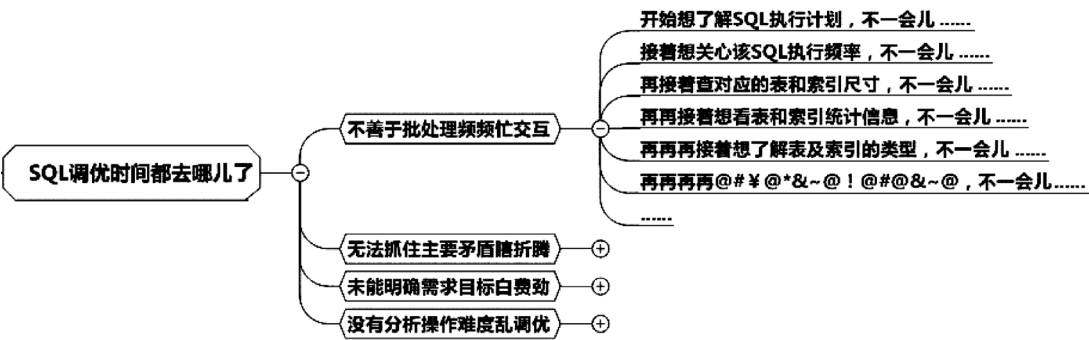 SQL调优时间都去哪儿了
不善于批处理频频忙交互
开始想了解SQL执行计划，不一会儿 ......
接着想关心该SQL执行频率，不一会儿 ......
再接着查对应的表和索引尺寸，不一会儿 ......
再再接着想看表和索引统计信息，不一会儿 ......
再再再接着想了解表及索引的类型，不一会儿 ......
再再再再@#￥@*&~@！@#@&~@，不一会儿......
......
无法抓住主要矛盾瞎折腾
未能明确需求目标白费劲
没有分析操作难度乱调优